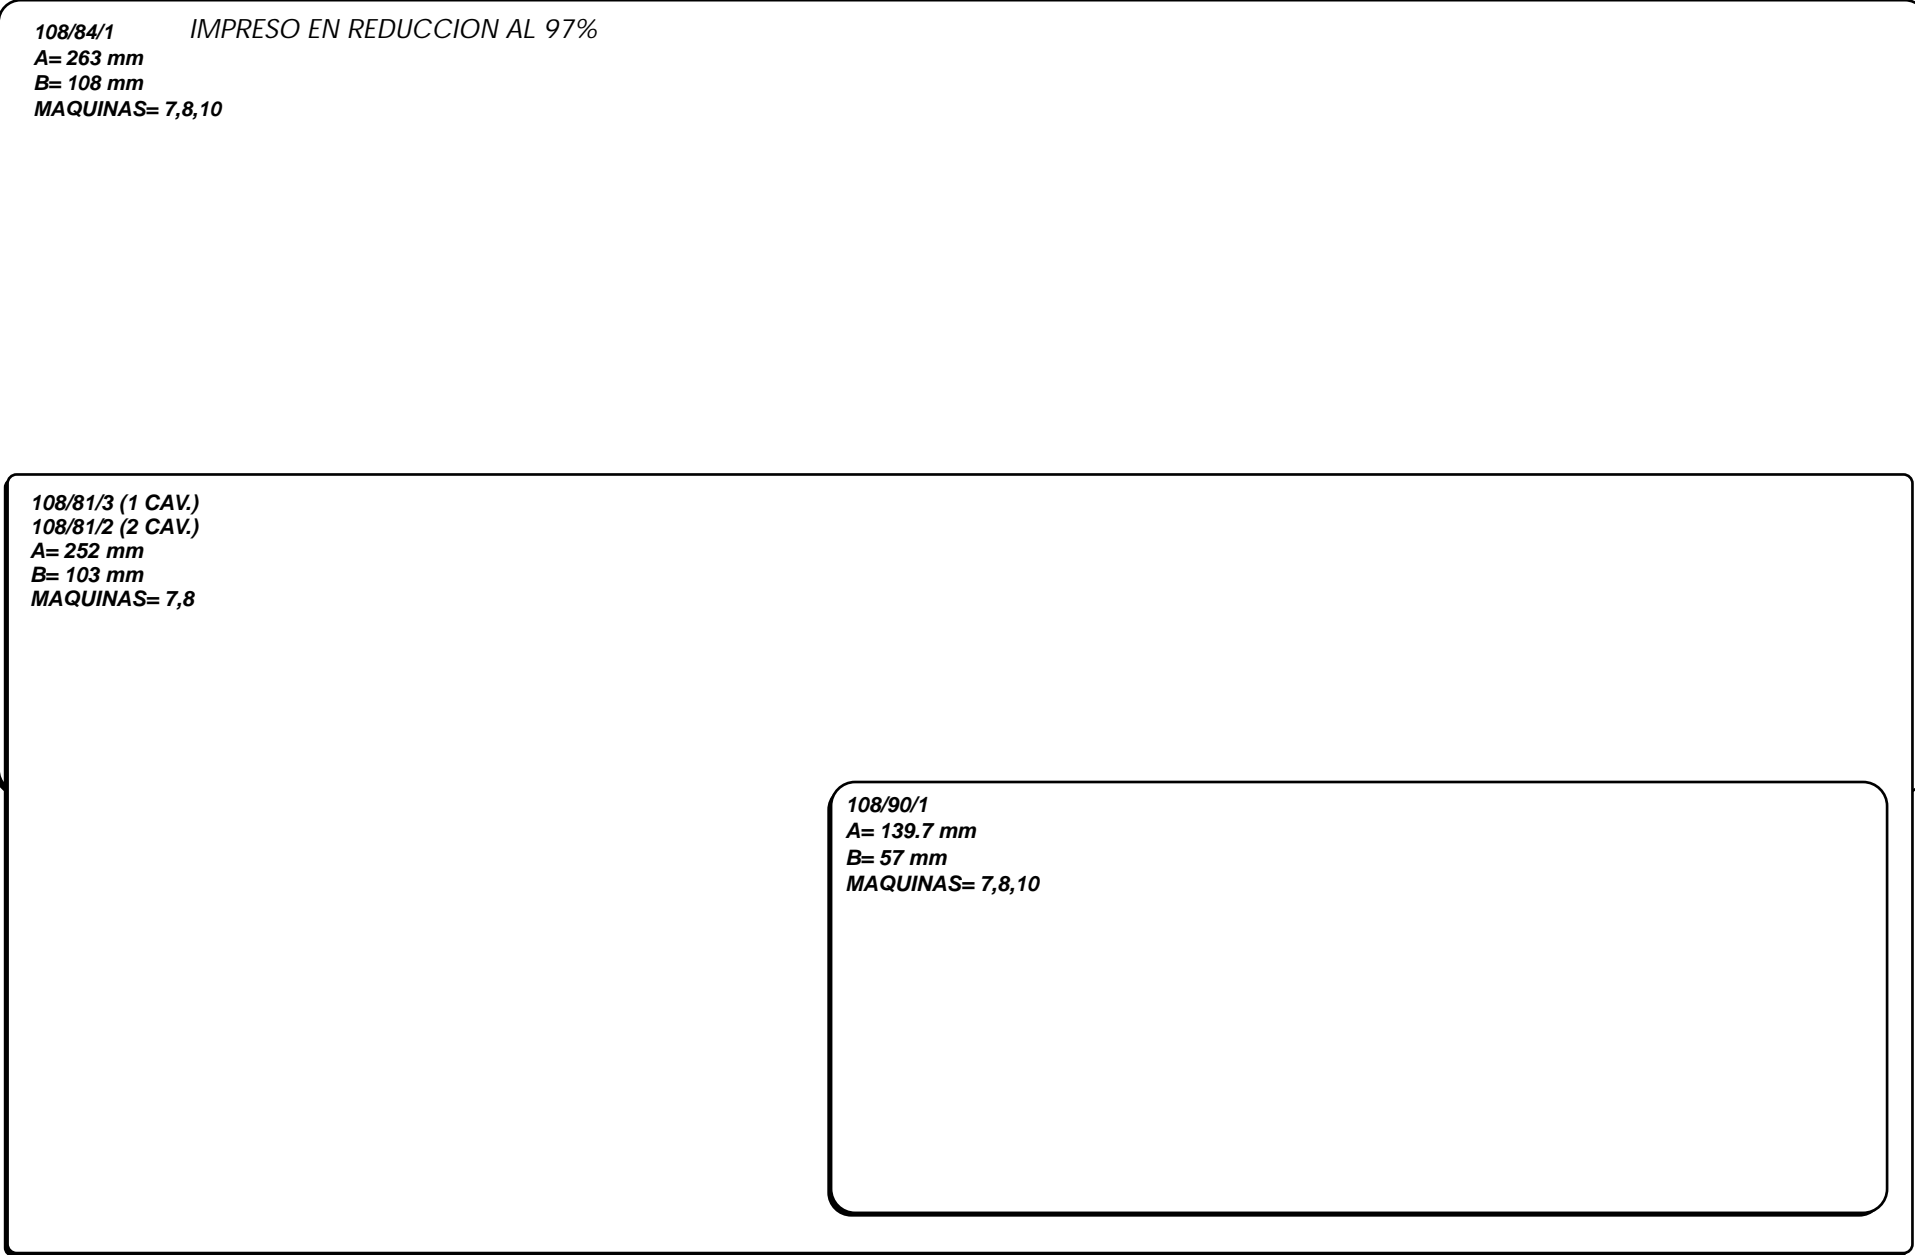 108/84/1 IMPRESO EN REDUCCION AL 97%
A= 263 mm
B= 108 mm
MAQUINAS= 7,8,10
108/81/3 (1 CAV.)
108/81/2 (2 CAV.)
A= 252 mm
B= 103 mm
MAQUINAS= 7,8
108/90/1
A= 139.7 mm
B= 57 mm
MAQUINAS= 7,8,10